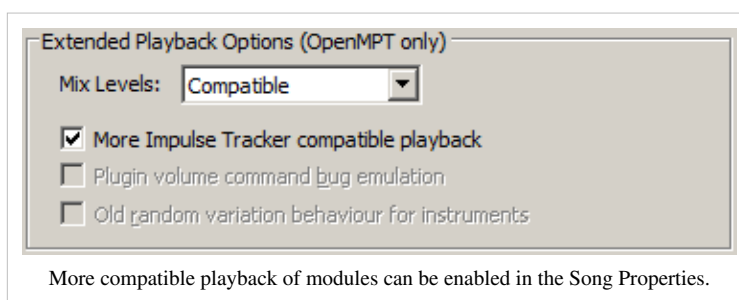 Extended Playback Options (OpenMPT only)
Mix Levels: Compatible
More Impulse Tracker compatible playback
Plugin volume command bug emulation
Old random variation behaviour for instruments
More compatible playback of modules can be enabled in the Song Properties.